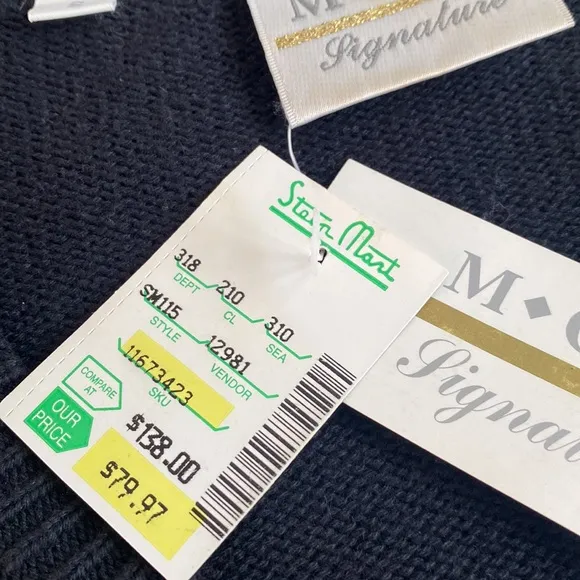 M
Signature
Stein Mart
318 210 310
DEPT CL SEA
SM115 12981
STYLE VENDOR
11673423
SKU
COMPARE
AT
$138.00
OUR
PRICE
$79.97
M◆
Signat